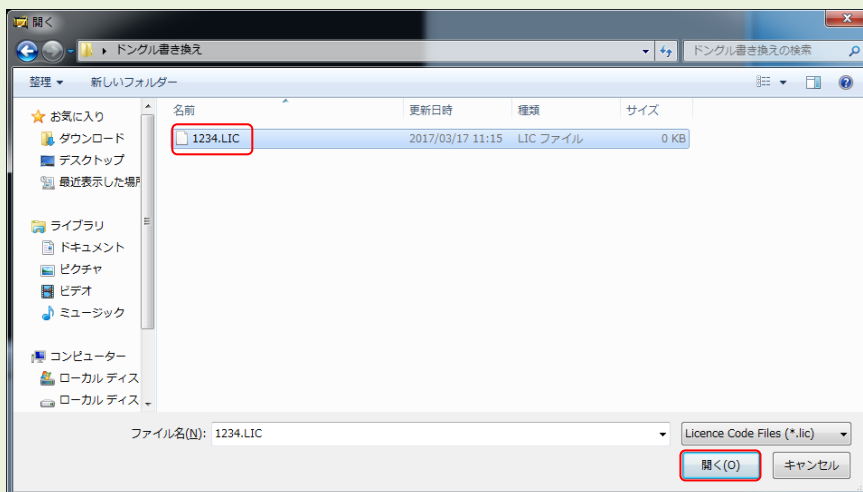 開く
ドングル書き換え
ドングル書き換えの検索
整理 新しいフォルダー
お気に入り
ダウンロード
デスクトップ
最近表示した場所
ライブラリ
ドキュメント
ピクチャ
ビデオ
ミュージック
コンピューター
ローカル ディス
ローカル ディス
名前 更新日時 種類 サイズ
1234.LIC 2017/03/17 11:15 LIC ファイル 0 KB
ファイル名(N): 1234.LIC
Licence Code Files (*.lic)
開く(O) キャンセル